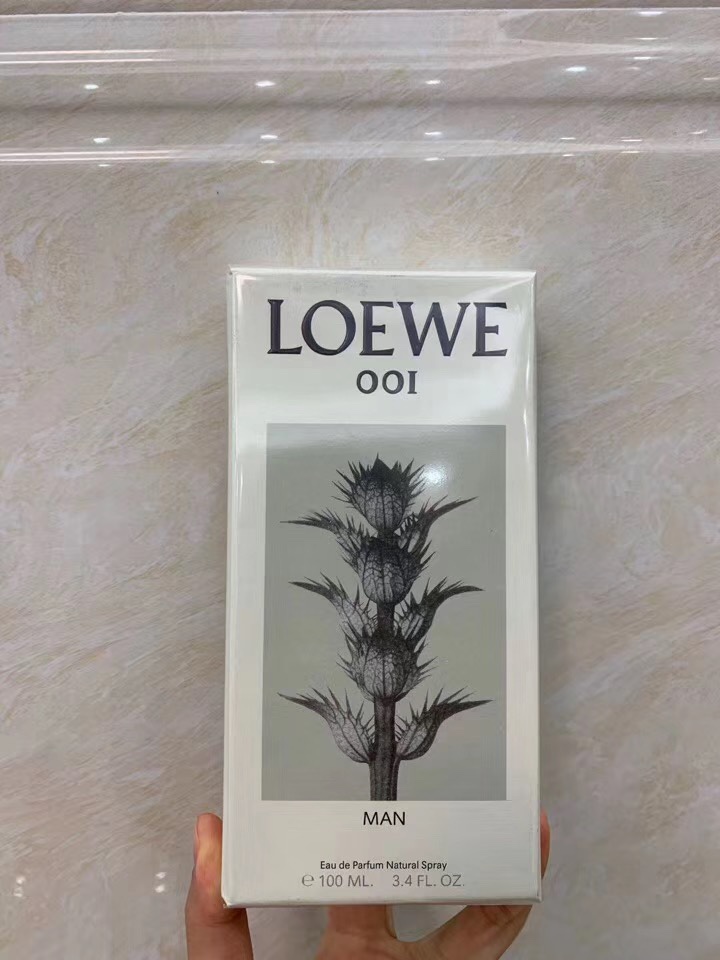 LOEWE
001
MAN
Eau de Parfum Natural Spray
℮ 100 ML. 3.4 FL. OZ.